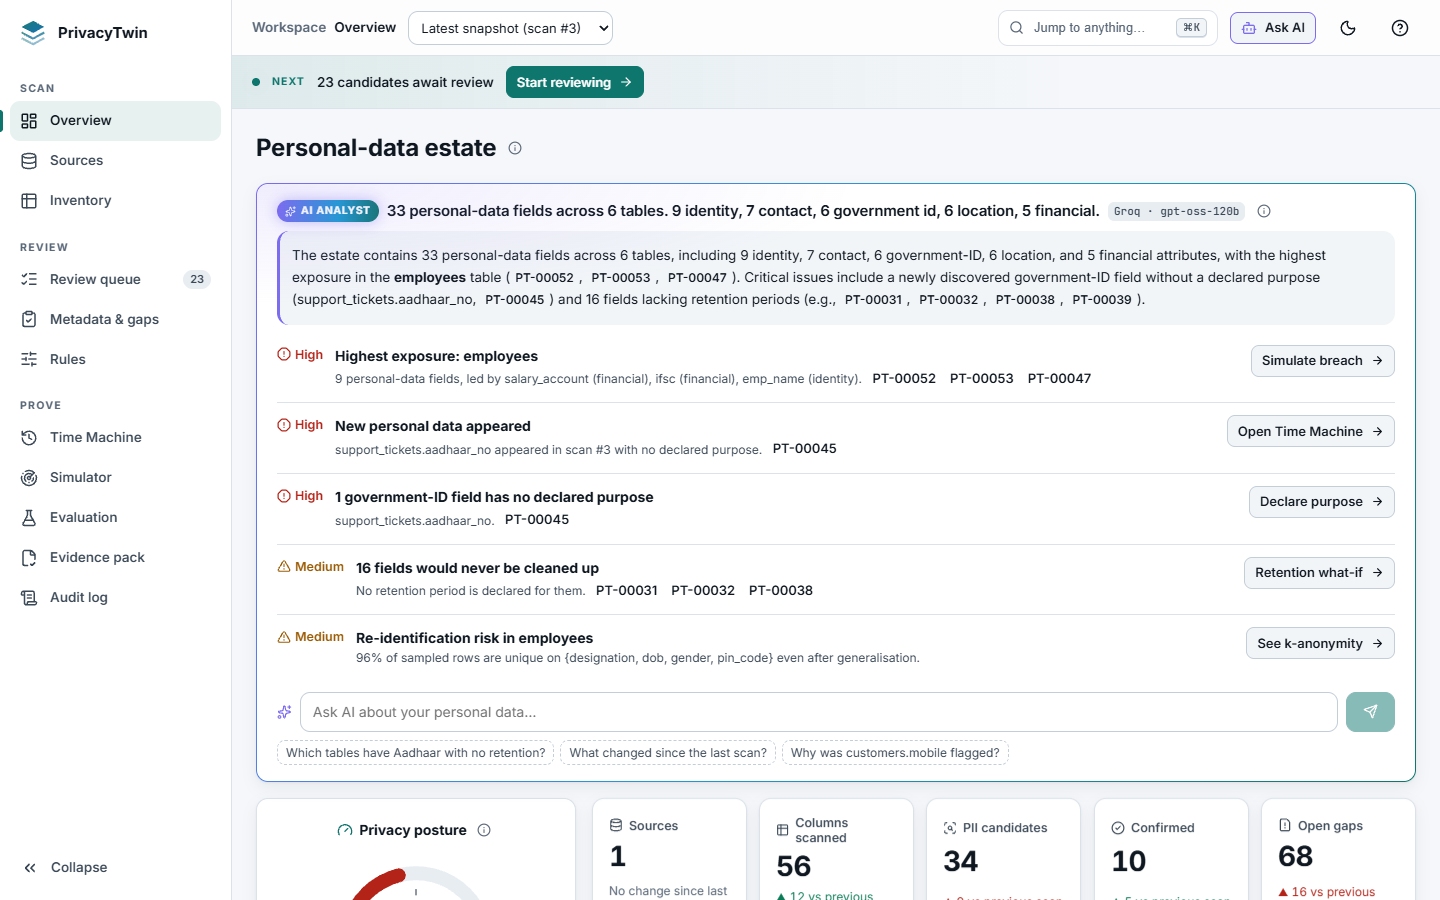 PrivacyTwin
SCAN
Overview
Sources
Inventory
REVIEW
Review queue 23
Metadata & gaps
Rules
PROVE
Time Machine
Simulator
Evaluation
Evidence pack
Audit log
Collapse
Workspace Overview Latest snapshot (scan #3) Jump to anything... ⌘K Ask AI
NEXT 23 candidates await review Start reviewing →
Personal-data estate
AI ANALYST 33 personal-data fields across 6 tables. 9 identity, 7 contact, 6 government id, 6 location, 5 financial. Groq · gpt-oss-120b
The estate contains 33 personal-data fields across 6 tables, including 9 identity, 7 contact, 6 government-ID, 6 location, and 5 financial attributes, with the highest
exposure in the employees table ( PT-00052 , PT-00053 , PT-00047 ). Critical issues include a newly discovered government-ID field without a declared purpose
(support_tickets.aadhaar_no, PT-00045 ) and 16 fields lacking retention periods (e.g., PT-00031 , PT-00032 , PT-00038 , PT-00039 ).
High Highest exposure: employees Simulate breach →
9 personal-data fields, led by salary_account (financial), ifsc (financial), emp_name (identity). PT-00052 PT-00053 PT-00047
High New personal data appeared Open Time Machine →
support_tickets.aadhaar_no appeared in scan #3 with no declared purpose. PT-00045
High 1 government-ID field has no declared purpose Declare purpose →
support_tickets.aadhaar_no. PT-00045
Medium 16 fields would never be cleaned up Retention what-if →
No retention period is declared for them. PT-00031 PT-00032 PT-00038
Medium Re-identification risk in employees See k-anonymity →
96% of sampled rows are unique on {designation, dob, gender, pin_code} even after generalisation.
Ask AI about your personal data...
Which tables have Aadhaar with no retention? What changed since the last scan? Why was customers.mobile flagged?
Privacy posture
Sources
1
No change since last
Columns
scanned
56
▲ 12 vs previous
PII candidates
34
Confirmed
10
Open gaps
68
▲ 16 vs previous